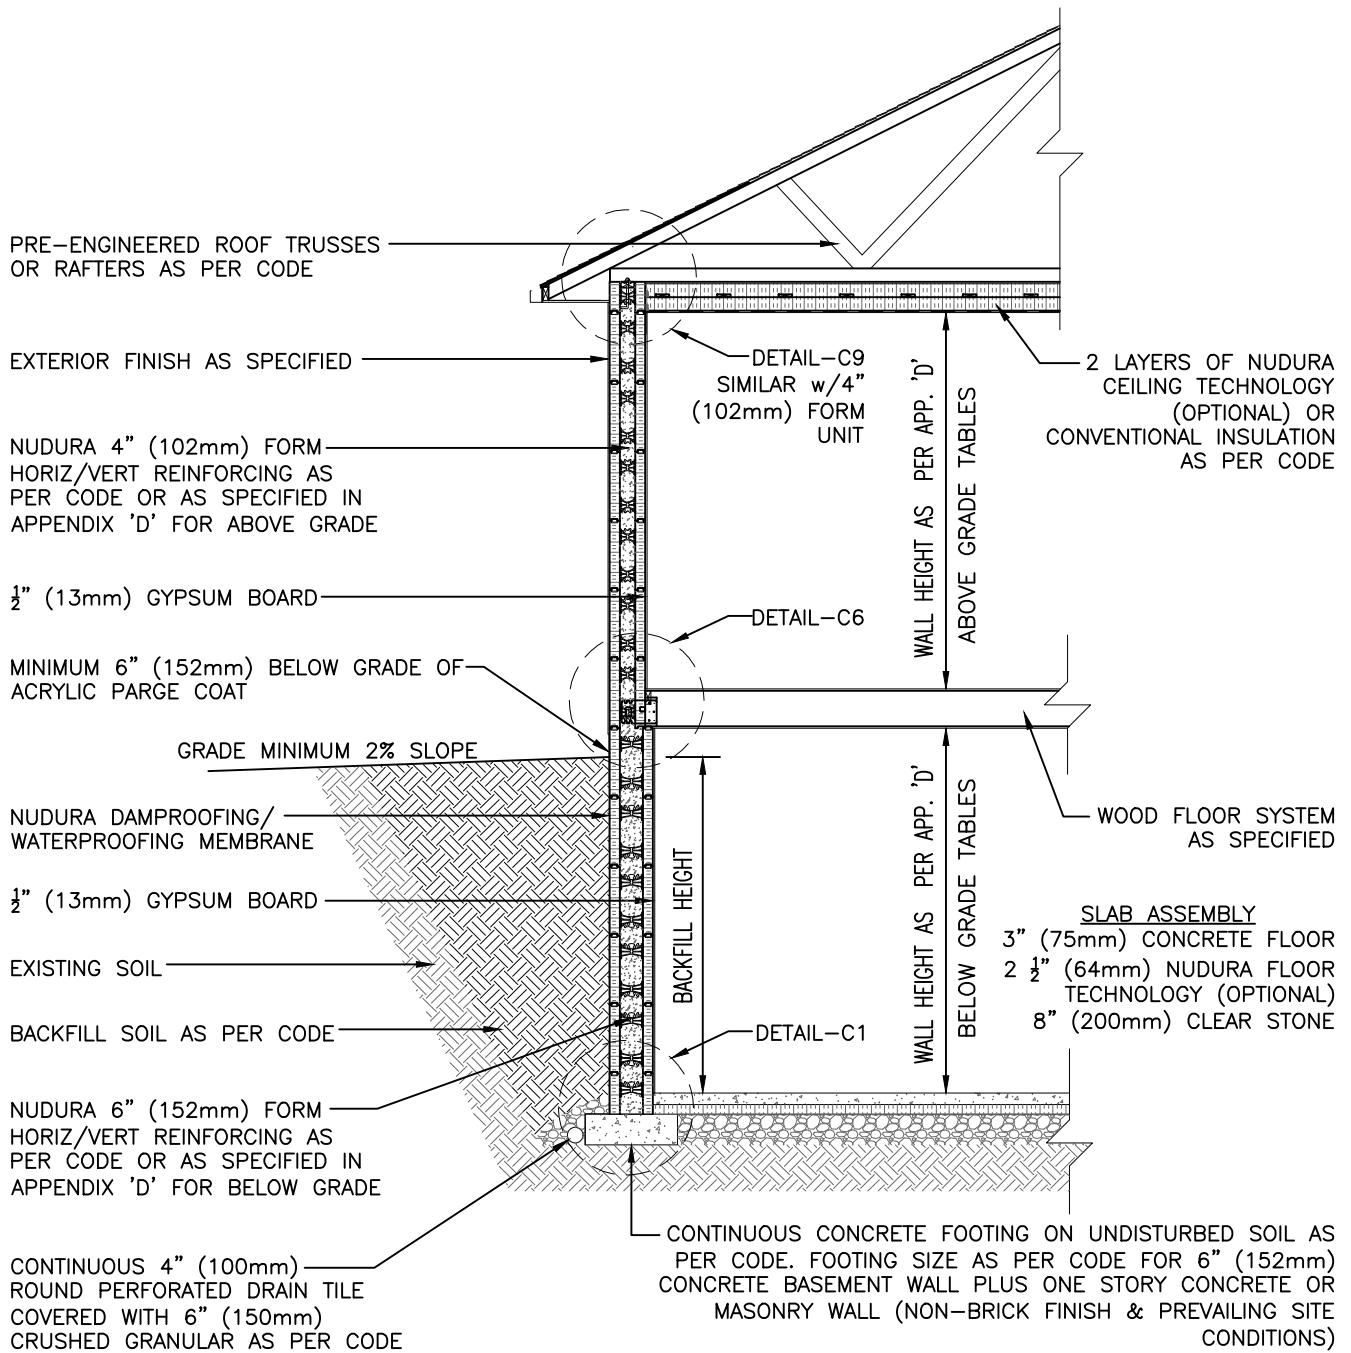 PRE-ENGINEERED ROOF TRUSSES
OR RAFTERS AS PER CODE
EXTERIOR FINISH AS SPECIFIED
NUDURA 4" (102mm) FORM
HORIZ/VERT REINFORCING AS
PER CODE OR AS SPECIFIED IN
APPENDIX 'D' FOR ABOVE GRADE
½" (13mm) GYPSUM BOARD
MINIMUM 6" (152mm) BELOW GRADE OF
ACRYLIC PARGE COAT
GRADE MINIMUM 2% SLOPE
NUDURA DAMPROOFING/
WATERPROOFING MEMBRANE
½" (13mm) GYPSUM BOARD
EXISTING SOIL
BACKFILL SOIL AS PER CODE
NUDURA 6" (152mm) FORM
HORIZ/VERT REINFORCING AS
PER CODE OR AS SPECIFIED IN
APPENDIX 'D' FOR BELOW GRADE
CONTINUOUS 4" (100mm)
ROUND PERFORATED DRAIN TILE
COVERED WITH 6" (150mm)
CRUSHED GRANULAR AS PER CODE
DETAIL-C9
SIMILAR w/4"
(102mm) FORM
UNIT
WALL HEIGHT AS PER APP. 'D'
ABOVE GRADE TABLES
2 LAYERS OF NUDURA
CEILING TECHNOLOGY
(OPTIONAL) OR
CONVENTIONAL INSULATION
AS PER CODE
DETAIL-C6
BACKFILL HEIGHT
WALL HEIGHT AS PER APP. 'D'
BELOW GRADE TABLES
WOOD FLOOR SYSTEM
AS SPECIFIED
SLAB ASSEMBLY
3" (75mm) CONCRETE FLOOR
2 ½" (64mm) NUDURA FLOOR
TECHNOLOGY (OPTIONAL)
8" (200mm) CLEAR STONE
DETAIL-C1
CONTINUOUS CONCRETE FOOTING ON UNDISTURBED SOIL AS
PER CODE. FOOTING SIZE AS PER CODE FOR 6" (152mm)
CONCRETE BASEMENT WALL PLUS ONE STORY CONCRETE OR
MASONRY WALL (NON-BRICK FINISH & PREVAILING SITE
CONDITIONS)